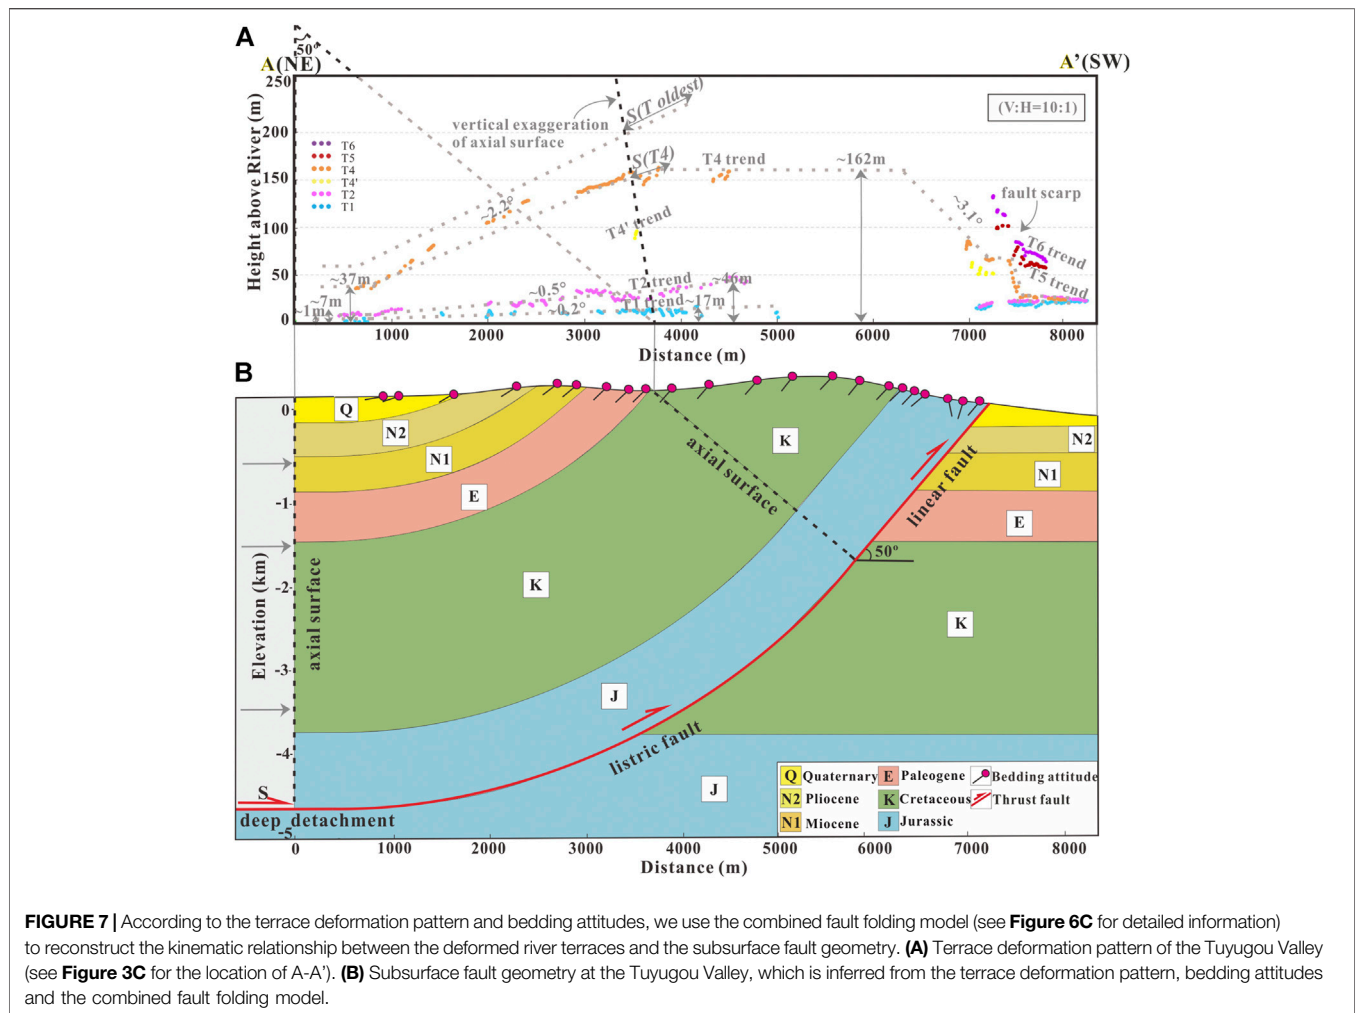 A
50°
A(NE)
A'(SW)
250
200
150
100
50
0
Height above River (m)
T6
T5
T4
T4'
T2
T1
vertical exaggeration
of axial surface
S(T oldest)
S(T4)
T4 trend
~162m
(V:H=10:1)
fault scarp
~3.1°
~2.2°
T4' trend
T6 trend
T5 trend
~37m
~7m
~1m
~0.5°
~0.2°
T2 trend
~46m
T1 trend
~17m
1000
2000
3000
4000
5000
6000
7000
8000
Distance (m)
B
0
-1
-2
-3
-4
-5
Elevation (km)
axial surface
Q
N2
N1
E
K
J
axial surface
K
linear fault
50°
N2
N1
E
K
listric fault
J
S
deep detachment
Q Quaternary
E Paleogene
Bedding attitude
N2 Pliocene
K Cretaceous
Thrust fault
N1 Miocene
J Jurassic
0
1000
2000
3000
4000
5000
6000
7000
8000
Distance (m)
FIGURE 7 | According to the terrace deformation pattern and bedding attitudes, we use the combined fault folding model (see Figure 6C for detailed information)
to reconstruct the kinematic relationship between the deformed river terraces and the subsurface fault geometry. (A) Terrace deformation pattern of the Tuyugou Valley
(see Figure 3C for the location of A-A'). (B) Subsurface fault geometry at the Tuyugou Valley, which is inferred from the terrace deformation pattern, bedding attitudes
and the combined fault folding model.